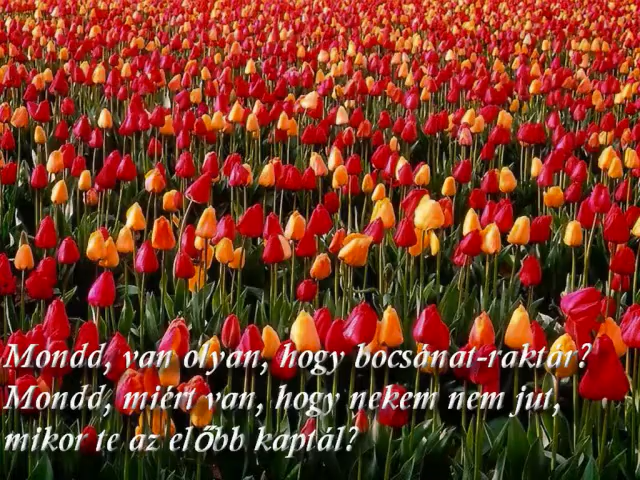 Mondd, van olyan, hogy bocsánat-raktár?
Mondd, miért van, hogy nekem nem jut,
mikor te az előbb kaptál?